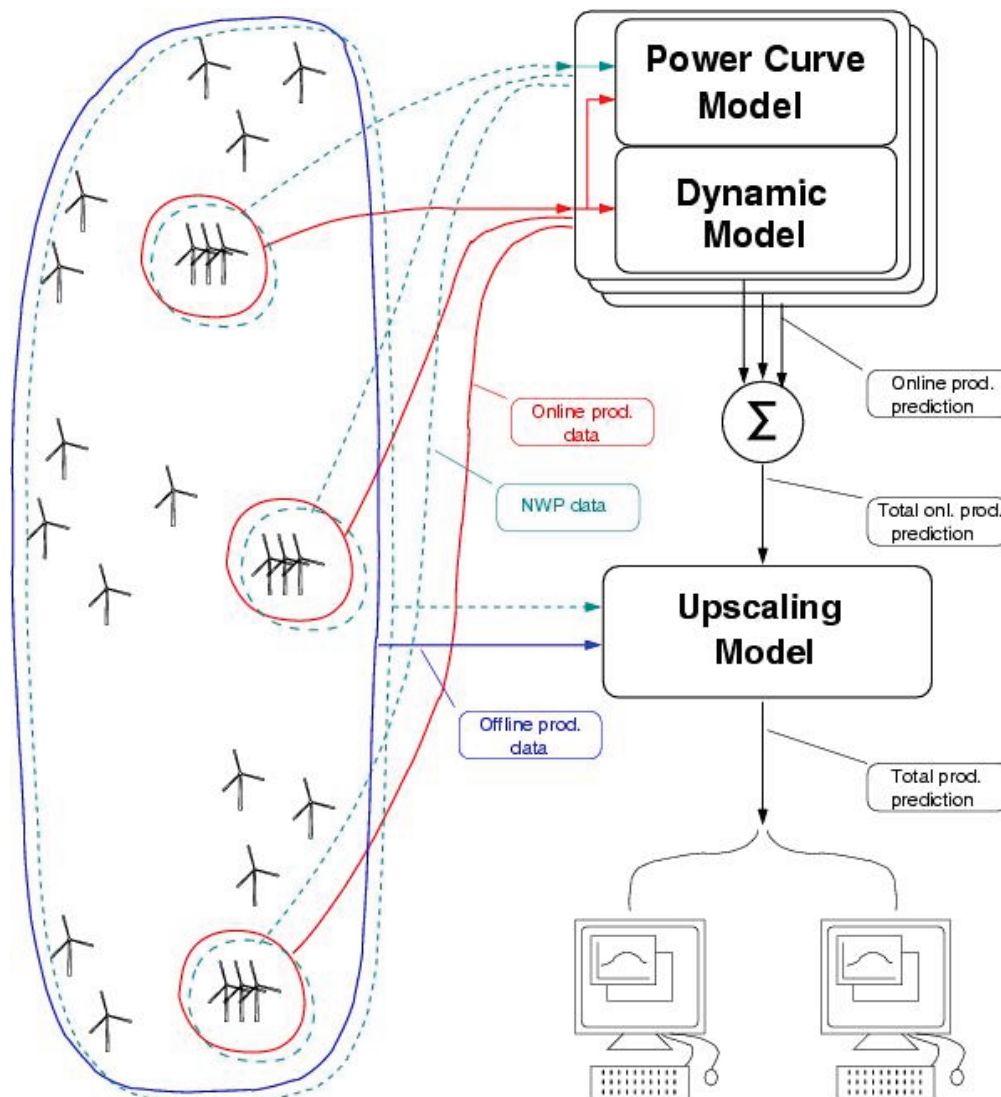 Power Curve
Model
Dynamic
Model
Online prod.
prediction
Σ
Online prod.
data
NWP data
Total onl. prod.
prediction
Upscaling
Model
Offline prod.
data
Total prod.
prediction